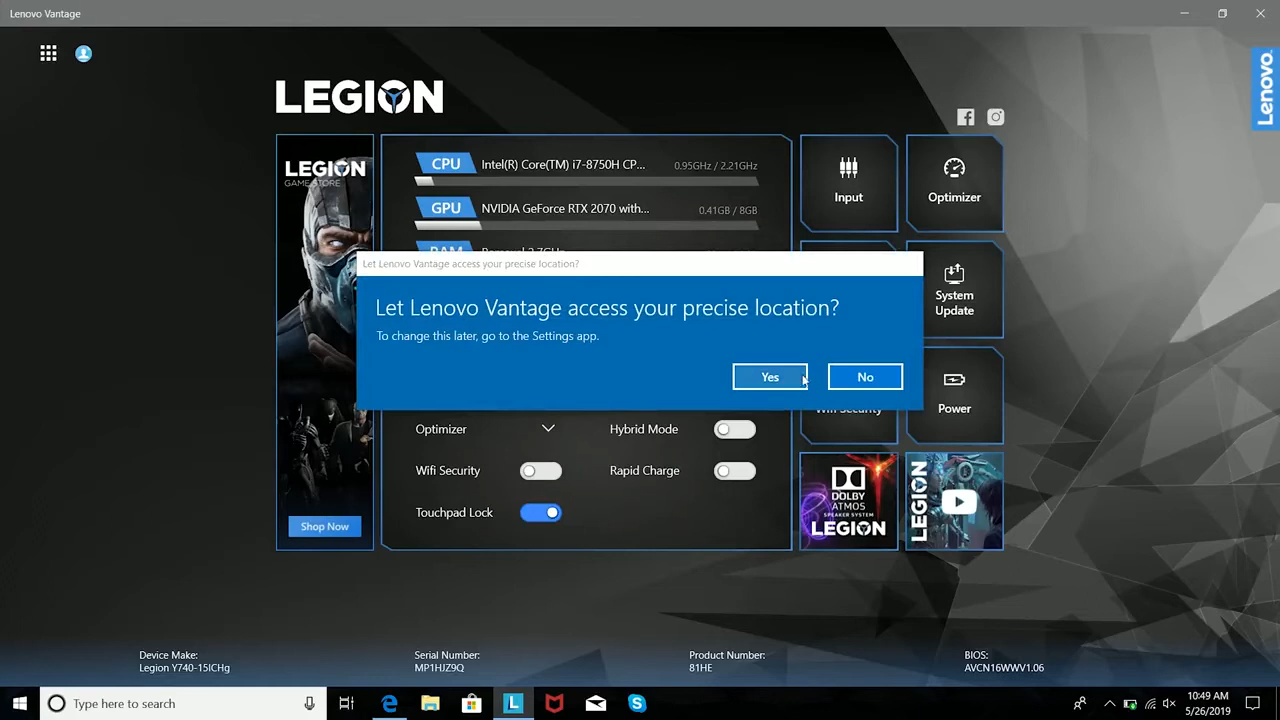 Lenovo Vantage
Lenovo
LEGION
LEGION
GAME STORE
Shop Now
CPU
Intel(R) Core(TM) i7-8750H CP...
0.95GHz / 2.21GHz
GPU
NVIDIA GeForce RTX 2070 with...
0.41GB / 8GB
RAM
Input
Optimizer
System
Update
Let Lenovo Vantage access your precise location?
Let Lenovo Vantage access your precise location?
To change this later, go to the Settings app.
Yes
No
Wifi Security
Power
Optimizer
Hybrid Mode
Wifi Security
Rapid Charge
Touchpad Lock
DOLBY
ATMOS
SPEAKER SYSTEM
LEGION
LEGION
Device Make:
Legion Y740-15ICHg
Serial Number:
MP1HJZ9Q
Product Number:
81HE
BIOS:
AVCN16WWV1.06
Type here to search
L
10:49 AM
5/26/2019